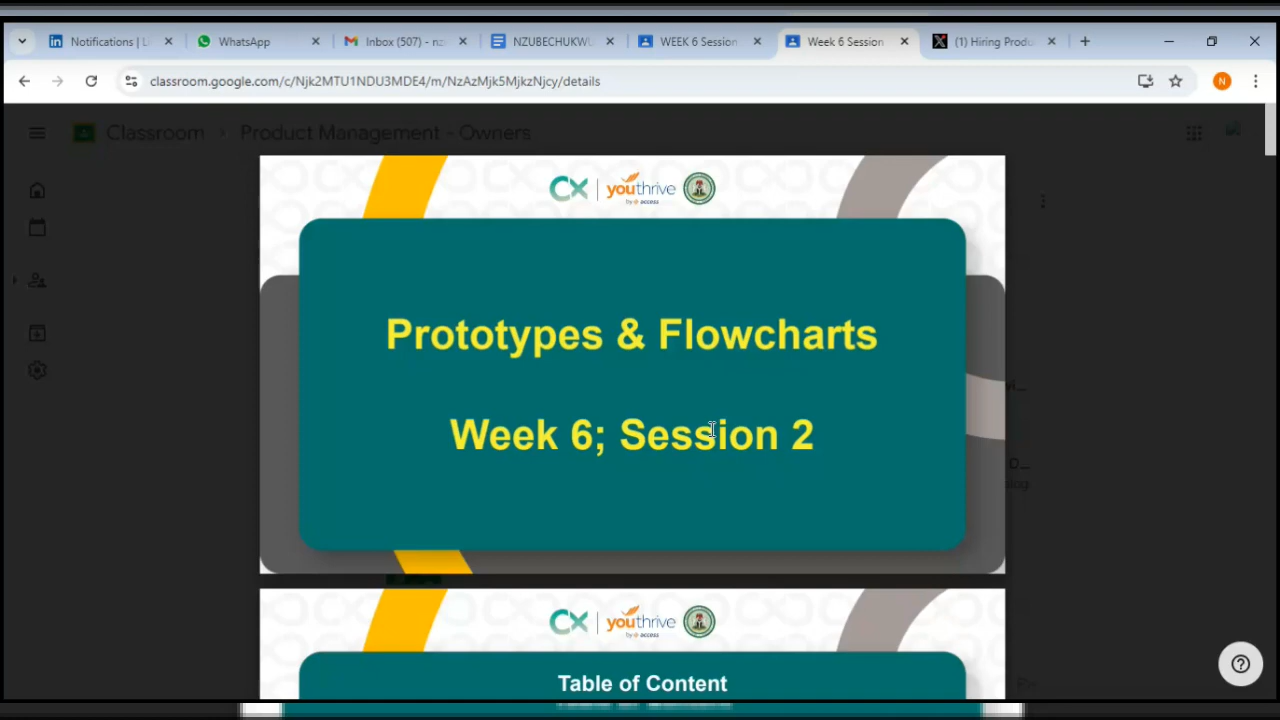 Notifications | L
WhatsApp
Inbox (507) - nz
NZUBECHUKWU
WEEK 6 Session
Week 6 Session
(1) Hiring Produ
classroom.google.com/c/Njk2MTU1NDU3MDE4/m/NzAzMjk5MjkzNjcy/details
N
Classroom
Product Management - Owners
CX youthrive
by access
Prototypes & Flowcharts
Week 6; Session 2
CX youthrive
by access
Table of Content